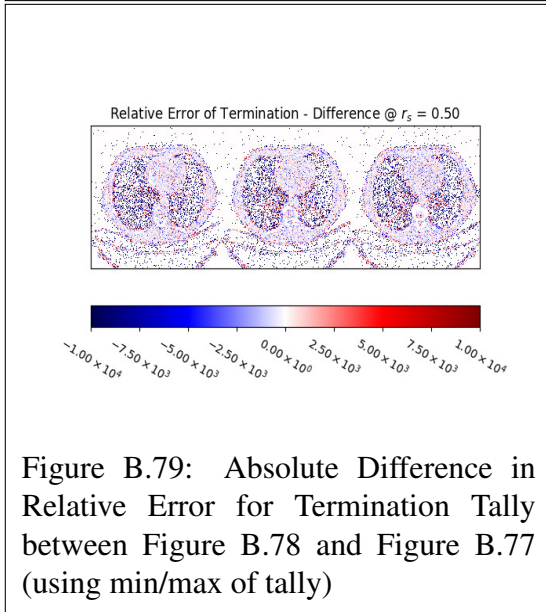 Relative Error of Termination - Difference @ r_s = 0.50
−1.00 × 10^4
−7.50 × 10^3
−5.00 × 10^3
−2.50 × 10^3
0.00 × 10^0
2.50 × 10^3
5.00 × 10^3
7.50 × 10^3
1.00 × 10^4
Figure B.79: Absolute Difference in
Relative Error for Termination Tally
between Figure B.78 and Figure B.77
(using min/max of tally)